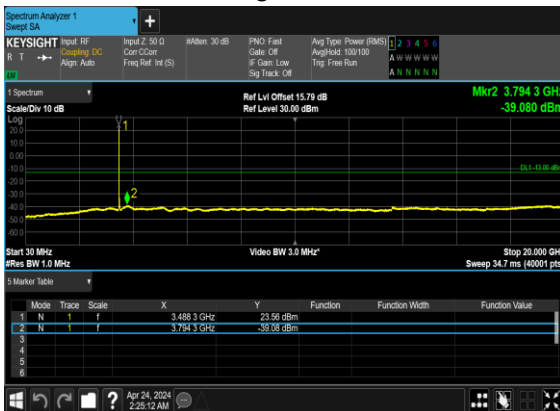 Spectrum Analyzer 1
Swept SA
+
KEYSIGHT Input: RF Input Z: 50 Ω #Atten: 30 dB PNO: Fast Avg Type: Power (RMS) 1 2 3 4 5 6
R T Coupling: DC Corr CCorr Gate: Off Avg|Hold: 100/100 A W W W W W
Align: Auto Freq Ref: Int (S) IF Gain: Low Trig: Free Run
LV Sig Track: Off A N N N N N
1 Spectrum Ref Lvl Offset 15.79 dB Mkr2 3.794 3 GHz
Scale/Div 10 dB Ref Level 30.00 dBm -39.080 dBm
Log
1
20.0
10.0
0.00
-10.0 DL1 -13.00 dBm
-20.0
-30.0
2
-40.0
-50.0
-60.0
Start 30 MHz Video BW 3.0 MHz* Stop 20.000 GHz
#Res BW 1.0 MHz Sweep 34.7 ms (40001 pts
5 Marker Table
Mode Trace Scale X Y Function Function Width Function Value
1 N 1 f 3.488 3 GHz 23.56 dBm
2 N 1 f 3.794 3 GHz -39.08 dBm
3
4
5
6
? Apr 24, 2024
2:25:12 AM